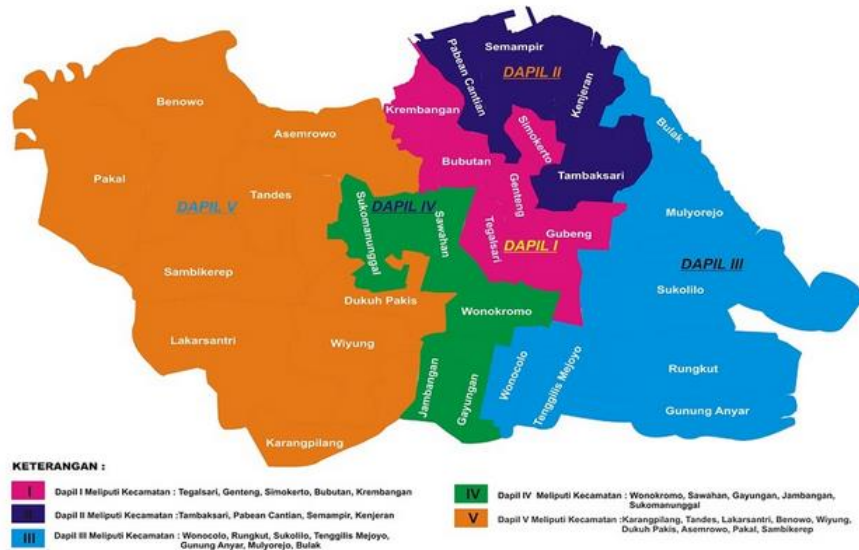 Semampir
Pabean Cantian
DAPIL II
Kenjeran
Benowo
Krembangan
Simokerto
Bulak
Asemrowo
Bubutan
Pakal
Tandes
Genteng
Tambaksari
DAPIL V
Sukomanunggal
DAPIL IV
Sawahan
Tegalsari
Gubeng
Mulyorejo
DAPIL I
DAPIL III
Sambikerep
Sukolilo
Dukuh Pakis
Wonokromo
Lakarsantri
Wiyung
Jambangan
Gayungan
Wonocolo
Tenggilis Mejoyo
Rungkut
Gunung Anyar
Karangpilang
KETERANGAN :
I Dapil I Meliputi Kecamatan : Tegalsari, Genteng, Simokerto, Bubutan, Krembangan
II Dapil II Meliputi Kecamatan :Tambaksari, Pabean Cantian, Semampir, Kenjeran
III Dapil III Meliputi Kecamatan : Wonocolo, Rungkut, Sukolilo, Tenggilis Mejoyo,
Gunung Anyar, Mulyorejo, Bulak
IV Dapil IV Meliputi Kecamatan : Wonokromo, Sawahan, Gayungan, Jambangan,
Sukomanunggal
V Dapil V Meliputi Kecamatan :Karangpilang, Tandes, Lakarsantri, Benowo, Wiyung,
Dukuh Pakis, Asemrowo, Pakal, Sambikerep